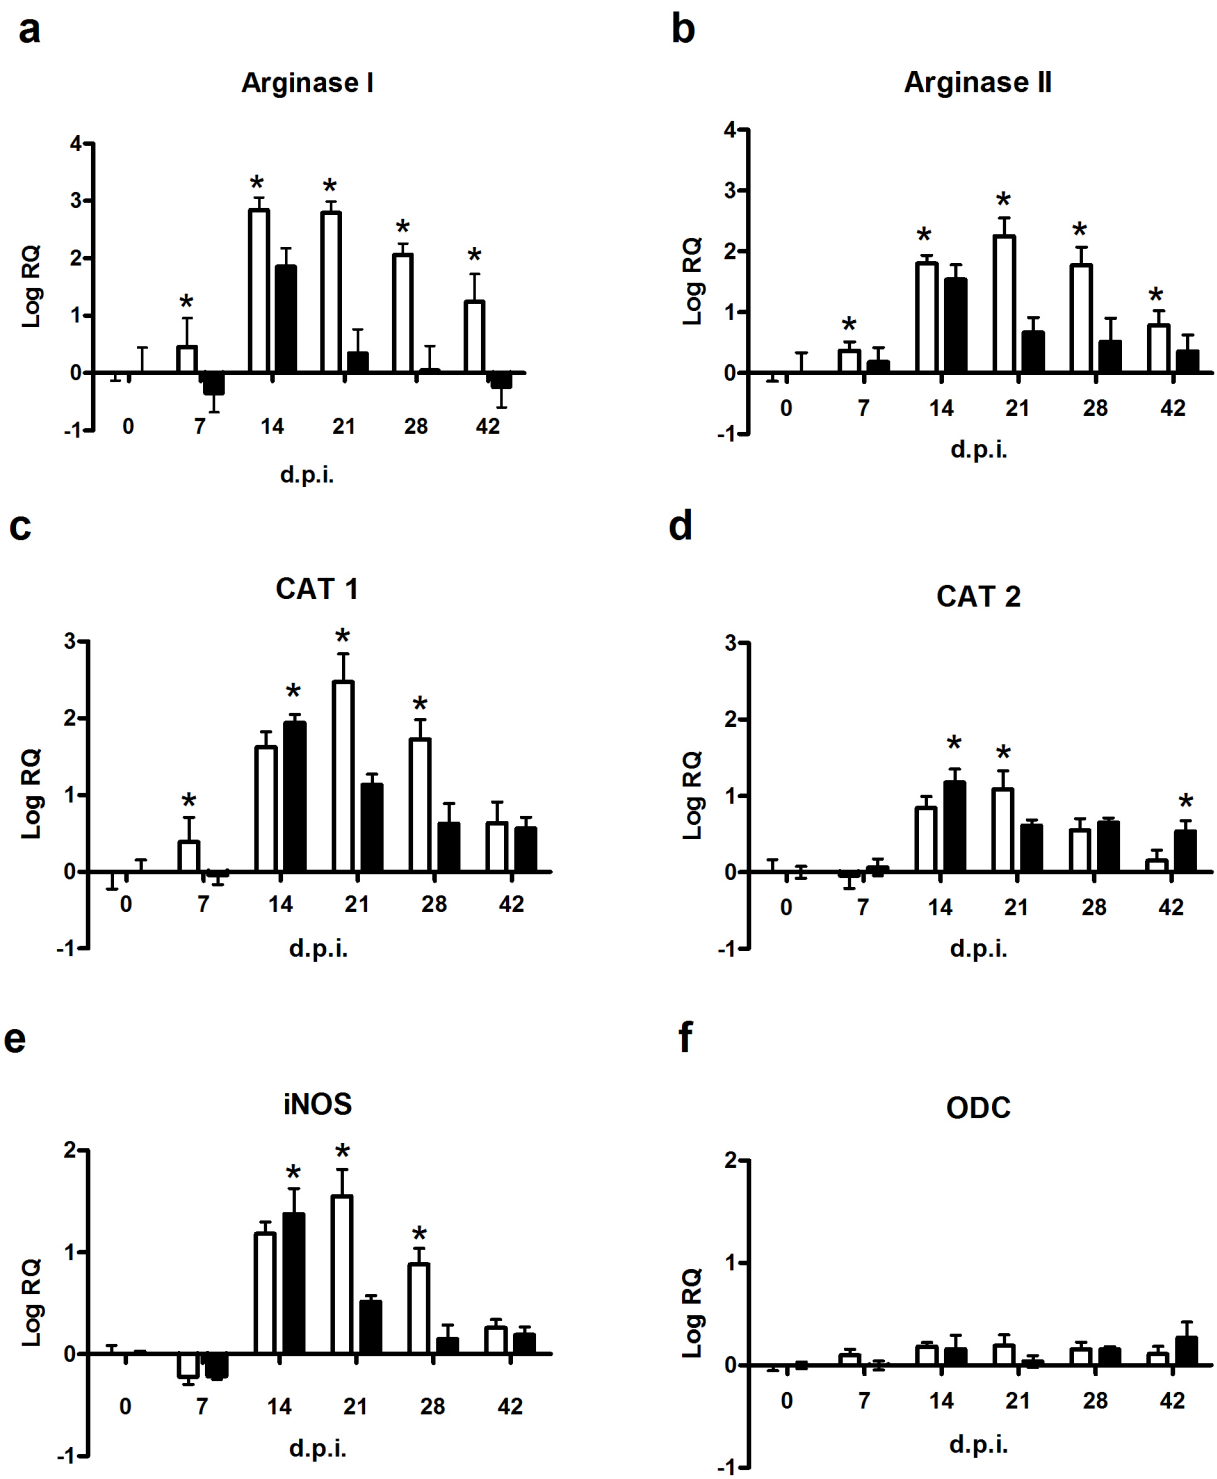 a
Arginase I
4
3
2
1
0
-1
Log RQ
* * * * *
0 7 14 21 28 42
d.p.i.
b
Arginase II
4
3
2
1
0
-1
Log RQ
* * * * *
0 7 14 21 28 42
d.p.i.
c
CAT 1
3
2
1
0
-1
Log RQ
* * * *
0 7 14 21 28 42
d.p.i.
d
CAT 2
3
2
1
0
-1
Log RQ
* * *
0 7 14 21 28 42
d.p.i.
e
iNOS
2
1
0
-1
Log RQ
* * *
0 7 14 21 28 42
d.p.i.
f
ODC
2
1
0
-1
Log RQ
0 7 14 21 28 42
d.p.i.